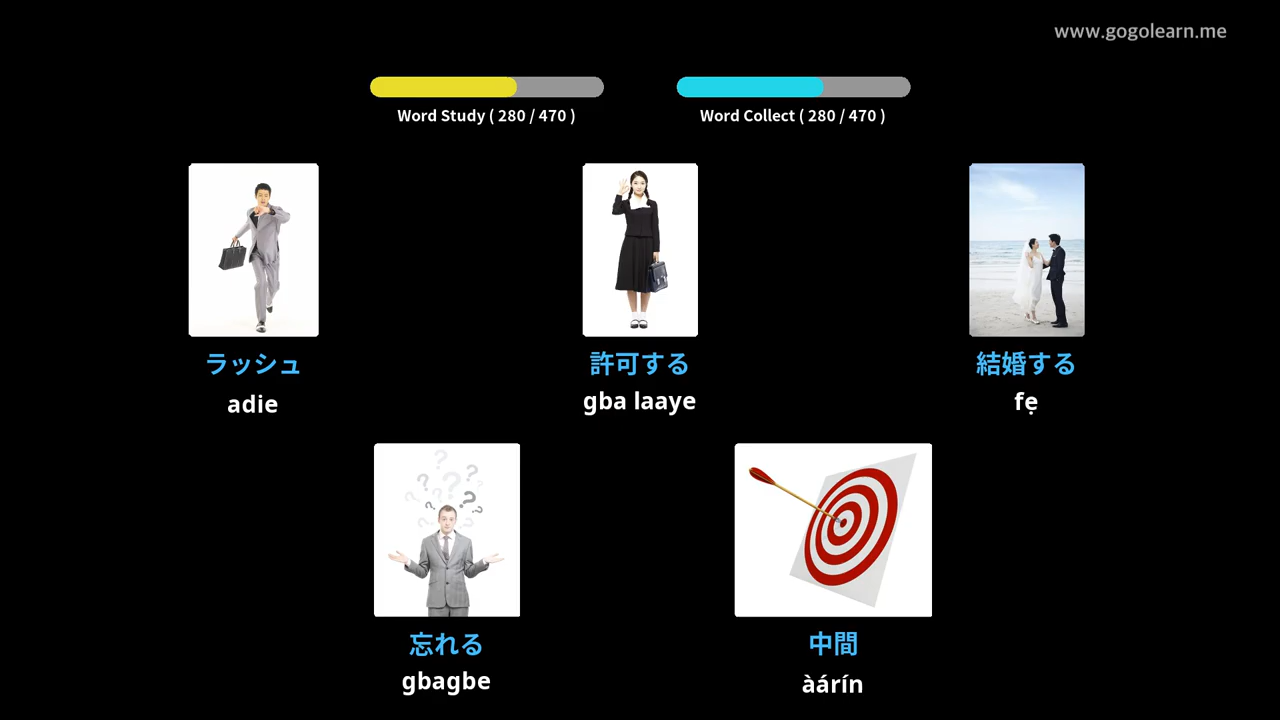 www.gogolearn.me
Word Study ( 280 / 470 )
Word Collect ( 280 / 470 )
ラッシュ
adie
許可する
gba laaye
結婚する
fẹ
忘れる
gbagbe
中間
àárín